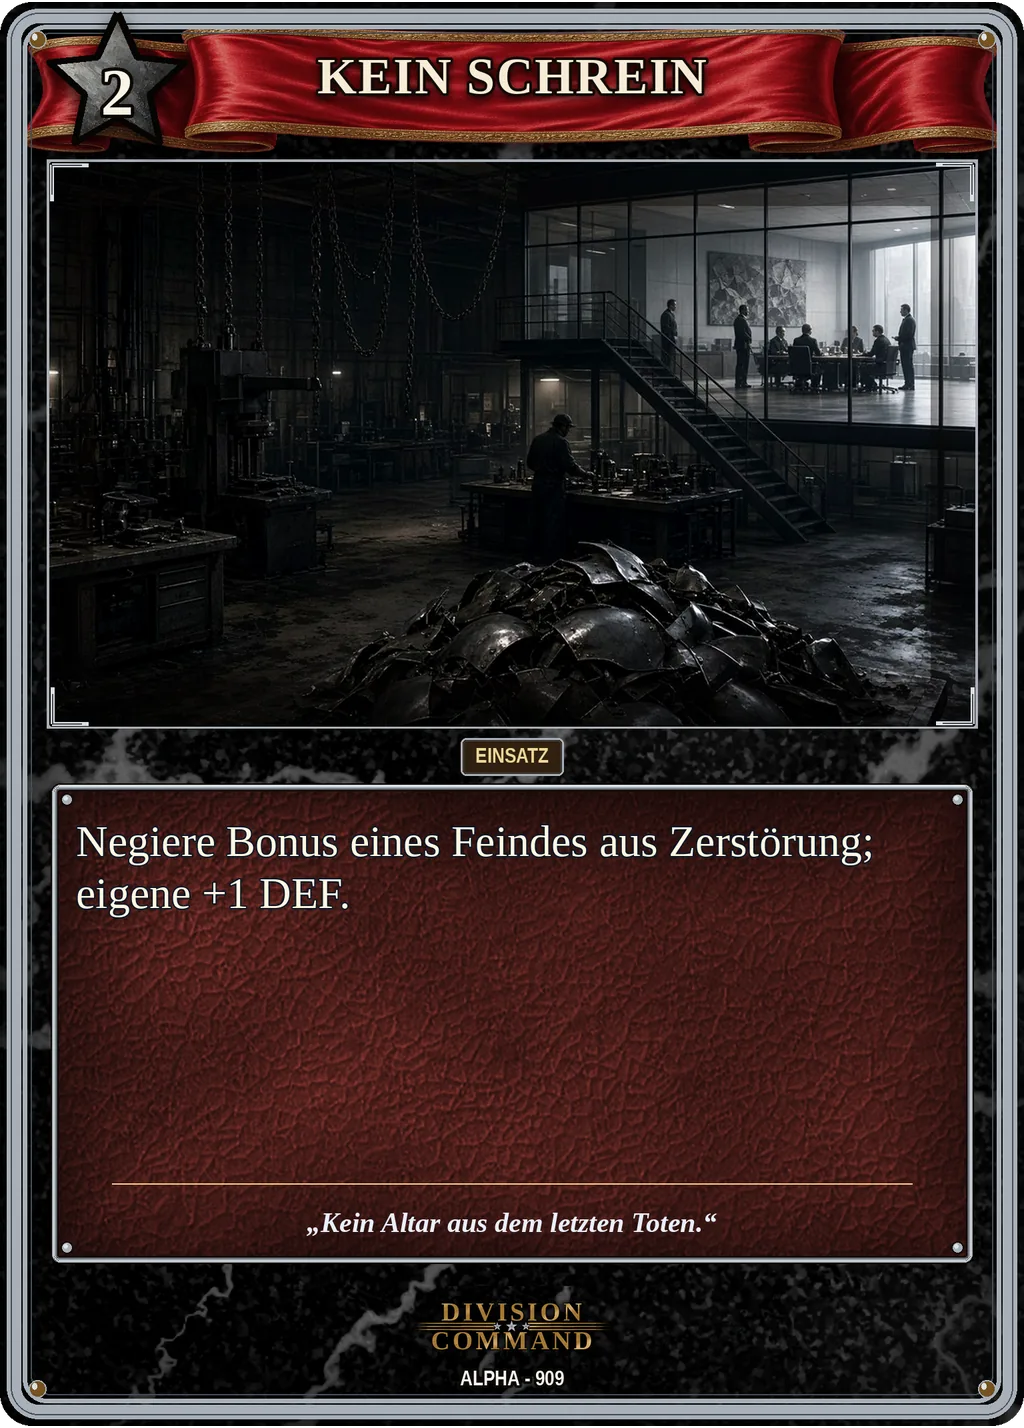 2
KEIN SCHREIN
EINSATZ
Negiere Bonus eines Feindes aus Zerstörung;
eigene +1 DEF.
„Kein Altar aus dem letzten Toten.“
DIVISION
COMMAND
ALPHA - 909